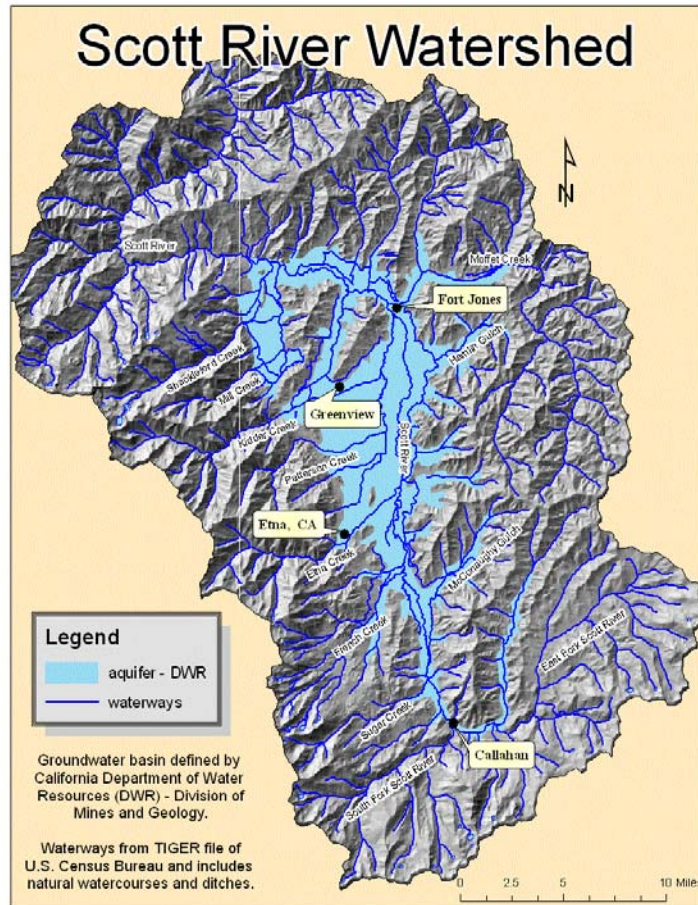 Scott River Watershed
N
Scott River
Moffet Creek
Fort Jones
Hamlin Gulch
Shackleford Creek
Mill Creek
Greenview
Kidder Creek
Scott River
Patterson Creek
Etna, CA
Etna Creek
McConaughy Gulch
French Creek
East Fork Scott River
Sugar Creek
Callahan
South Fork Scott River
Legend
aquifer - DWR
waterways
Groundwater basin defined by
California Department of Water
Resources (DWR) - Division of
Mines and Geology.
Waterways from TIGER file of
U.S. Census Bureau and includes
natural watercourses and ditches.
0 2.5 5 10 Miles